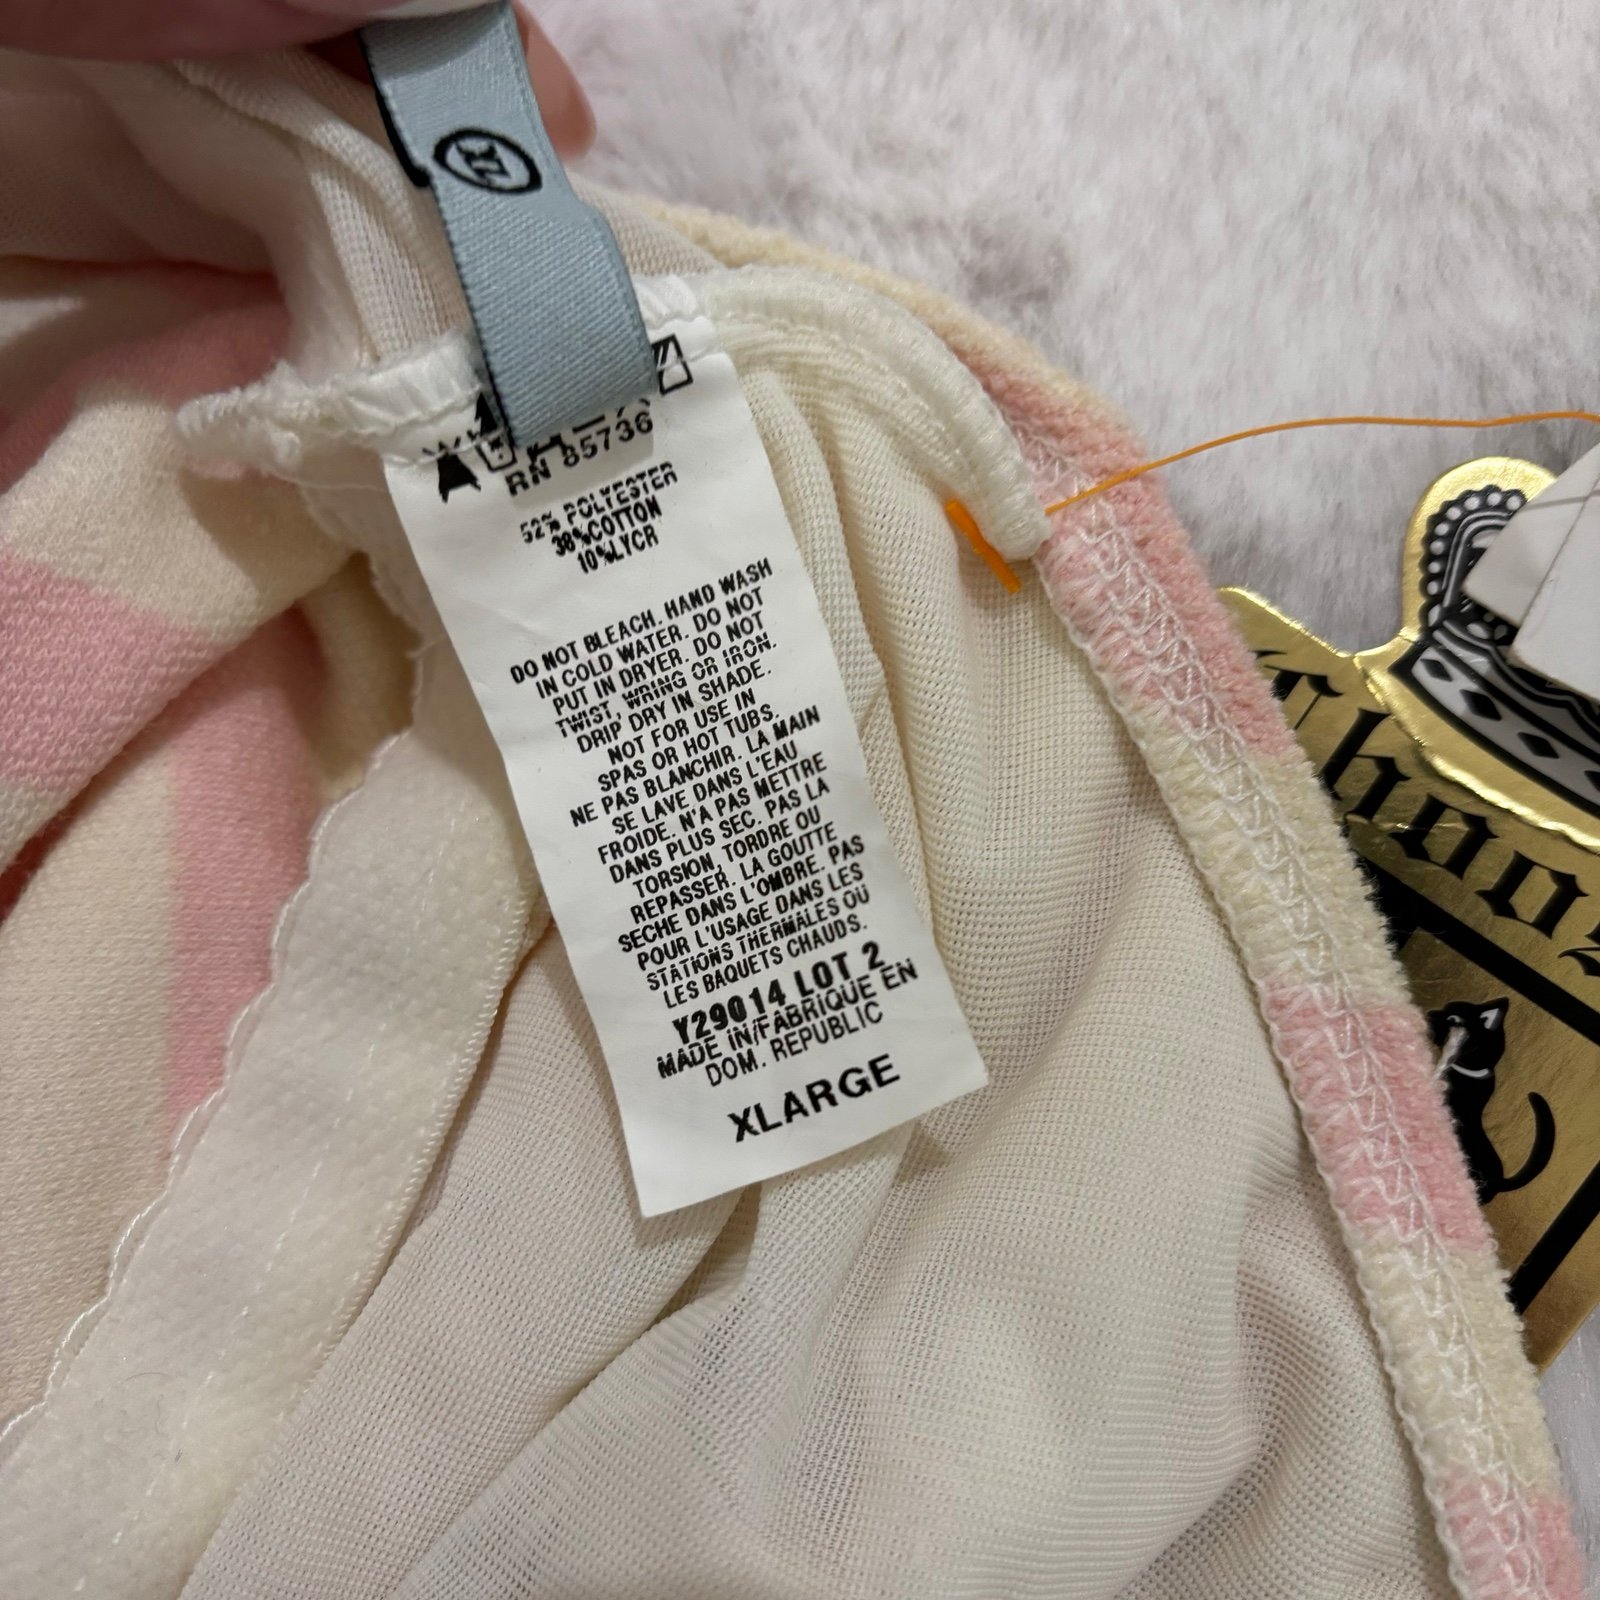 RN 85736
52% POLYESTER
38%COTTON
10%LYCR
DO NOT BLEACH. HAND WASH
IN COLD WATER. DO NOT
PUT IN DRYER. DO NOT
TWIST, WRING OR IRON.
DRIP DRY IN SHADE.
NOT FOR USE IN
SPAS OR HOT TUBS.
NE PAS BLANCHIR. LA MAIN
SE LAVE DANS L'EAU
FROIDE. N'A PAS METTRE
DANS PLUS SEC. PAS LA
TORSION, TORDRE OU
REPASSER. LA GOUTTE
SECHE DANS L'OMBRE. PAS
POUR L'USAGE DANS LES
STATIONS THERMALES OU
LES BAQUETS CHAUDS.
Y29014 LOT 2
MADE IN/FABRIQUE EN
DOM. REPUBLIC
XLARGE